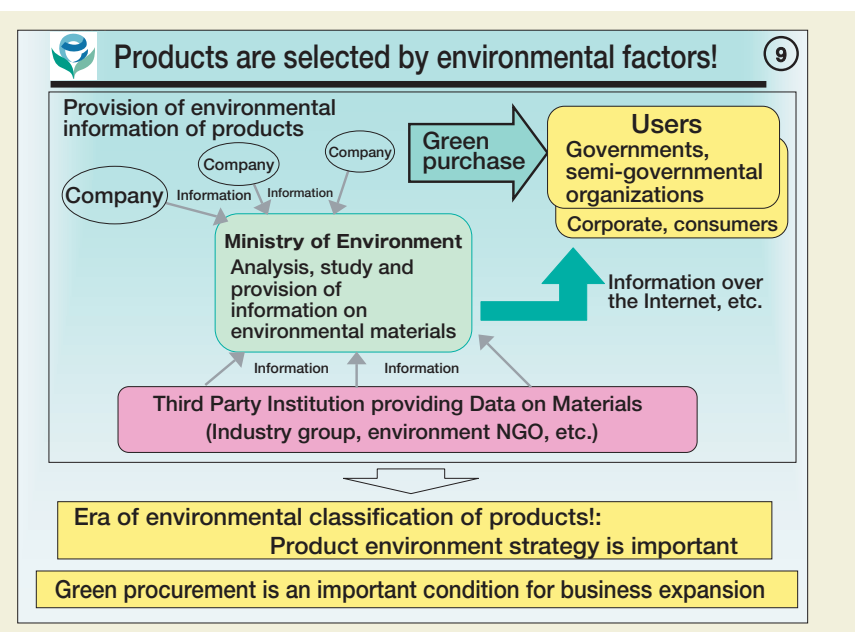 Products are selected by environmental factors!
9
Provision of environmental
information of products
Company
Company
Company
Information
Information
Green
purchase
Users
Governments,
semi-governmental
organizations
Corporate, consumers
Ministry of Environment
Analysis, study and
provision of
information on
environmental materials
Information over
the Internet, etc.
Information
Information
Third Party Institution providing Data on Materials
(Industry group, environment NGO, etc.)
Era of environmental classification of products!:
Product environment strategy is important
Green procurement is an important condition for business expansion